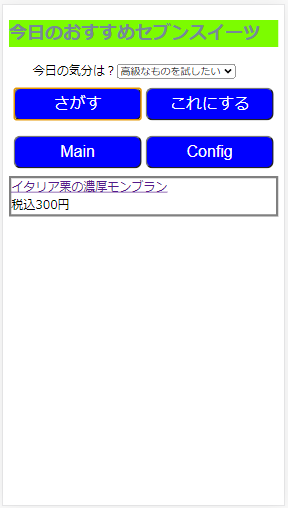 今日のおすすめセブンスイーツ
今日の気分は？ 高級なものを試したい
さがす これにする
Main Config
イタリア栗の濃厚モンブラン
税込300円